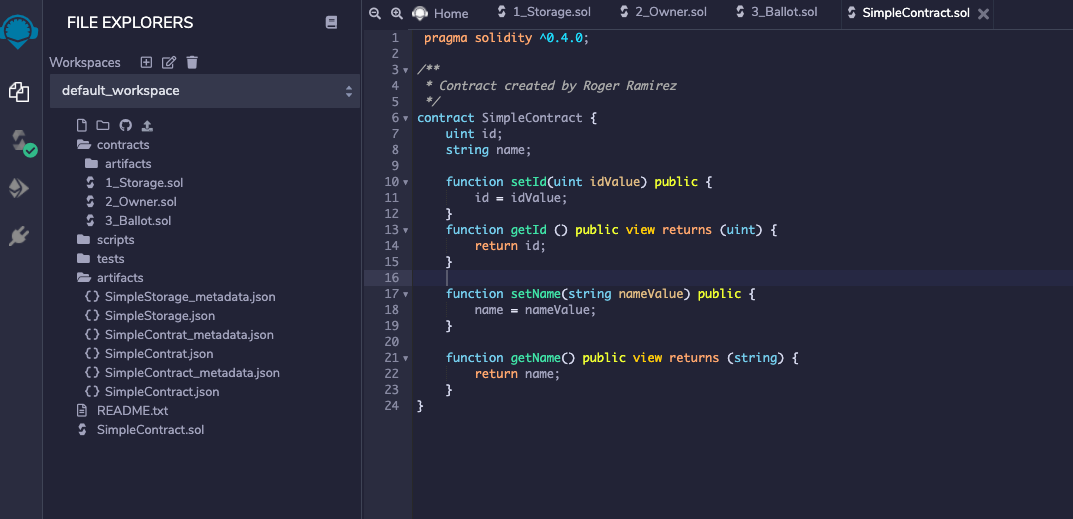 FILE EXPLORERS
Workspaces
default_workspace
contracts
artifacts
1_Storage.sol
2_Owner.sol
3_Ballot.sol
scripts
tests
artifacts
{} SimpleStorage_metadata.json
{} SimpleStorage.json
{} SimpleContrat_metadata.json
{} SimpleContrat.json
{} SimpleContract_metadata.json
{} SimpleContract.json
README.txt
SimpleContract.sol
Home 1_Storage.sol 2_Owner.sol 3_Ballot.sol SimpleContract.sol
1 pragma solidity ^0.4.0;
2
3 /**
4 * Contract created by Roger Ramirez
5 */
6 contract SimpleContract {
7 uint id;
8 string name;
9
10 function setId(uint idValue) public {
11 id = idValue;
12 }
13 function getId () public view returns (uint) {
14 return id;
15 }
16
17 function setName(string nameValue) public {
18 name = nameValue;
19 }
20
21 function getName() public view returns (string) {
22 return name;
23 }
24 }